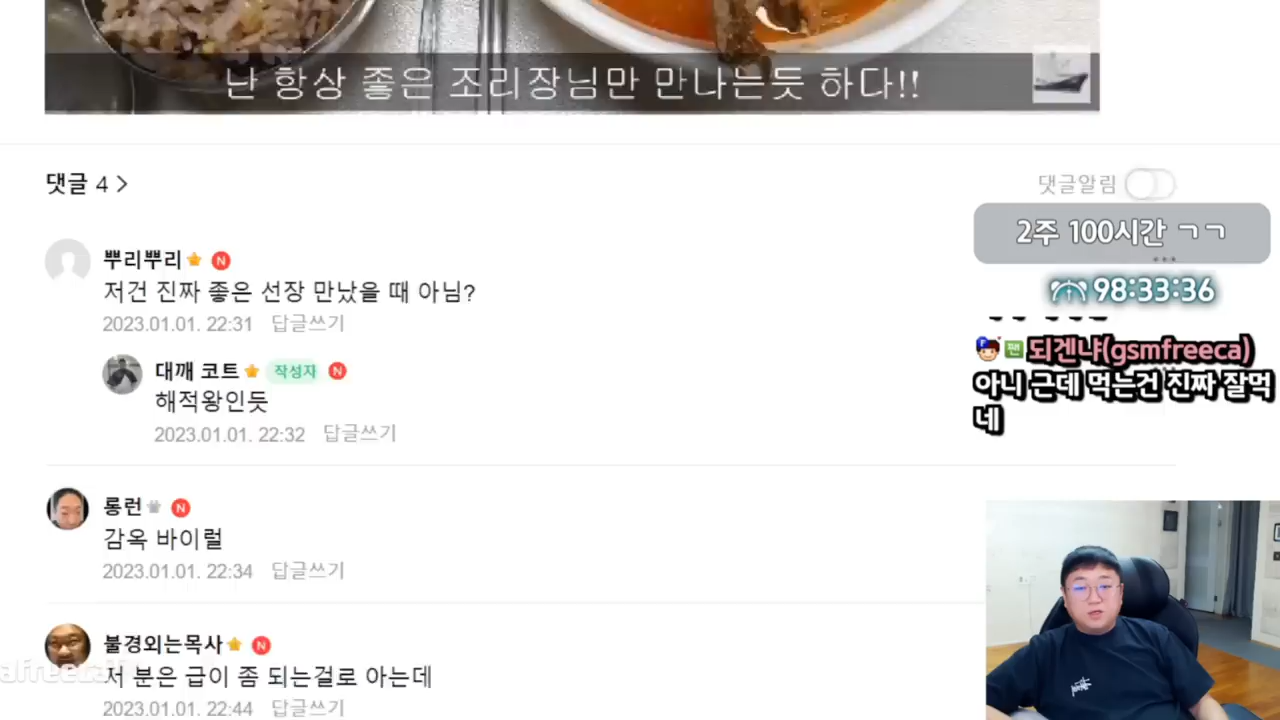 난 항상 좋은 조리장님만 만나는듯 하다!!
댓글 4
댓글알림
2주 100시간 ㄱㄱ
98:33:36
뿌리뿌리 N
저건 진짜 좋은 선장 만났을 때 아님?
2023.01.01. 22:31 답글쓰기
팬 되겐냐(gsmfreeca)
아니 근데 먹는건 진짜 잘먹
네
대깨 코트 작성자 N
해적왕인듯
2023.01.01. 22:32 답글쓰기
롱런 N
감옥 바이럴
2023.01.01. 22:34 답글쓰기
불경외는목사 N
저 분은 급이 좀 되는걸로 아는데
2023.01.01. 22:44 답글쓰기